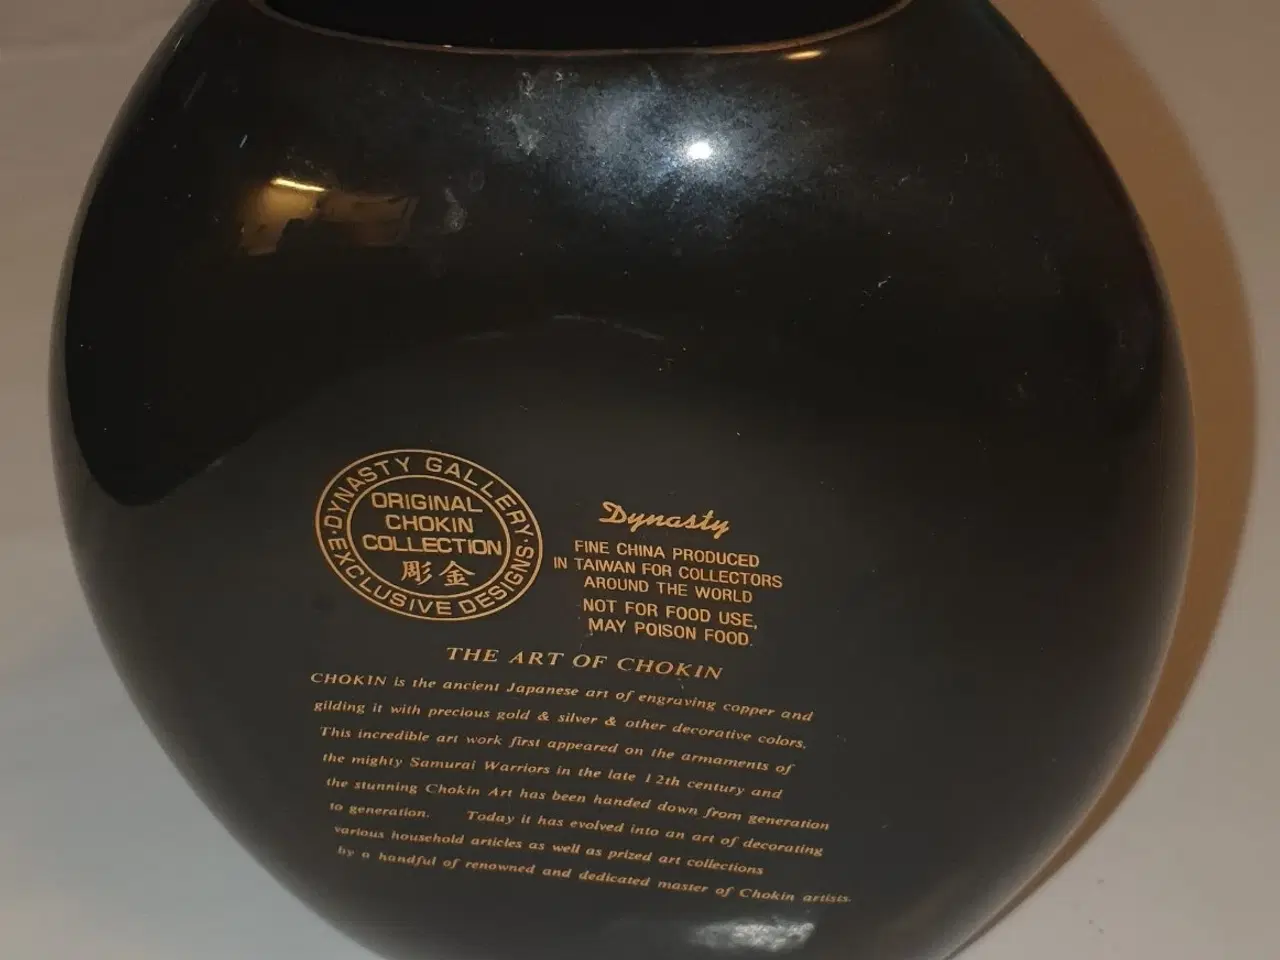 DYNASTY GALLERY
ORIGINAL
CHOKIN
COLLECTION
彫金
·EXCLUSIVE DESIGNS·
Dynasty
FINE CHINA PRODUCED
IN TAIWAN FOR COLLECTORS
AROUND THE WORLD
NOT FOR FOOD USE,
MAY POISON FOOD.
THE ART OF CHOKIN
CHOKIN is the ancient Japanese art of engraving copper and
gilding it with precious gold & silver & other decorative colors.
This incredible art work first appeared on the armaments of
the mighty Samurai Warriors in the late 12th century and
the stunning Chokin Art has been handed down from generation
to generation. Today it has evolved into an art of decorating
various household articles as well as prized art collections
by a handful of renowned and dedicated master of Chokin artists.